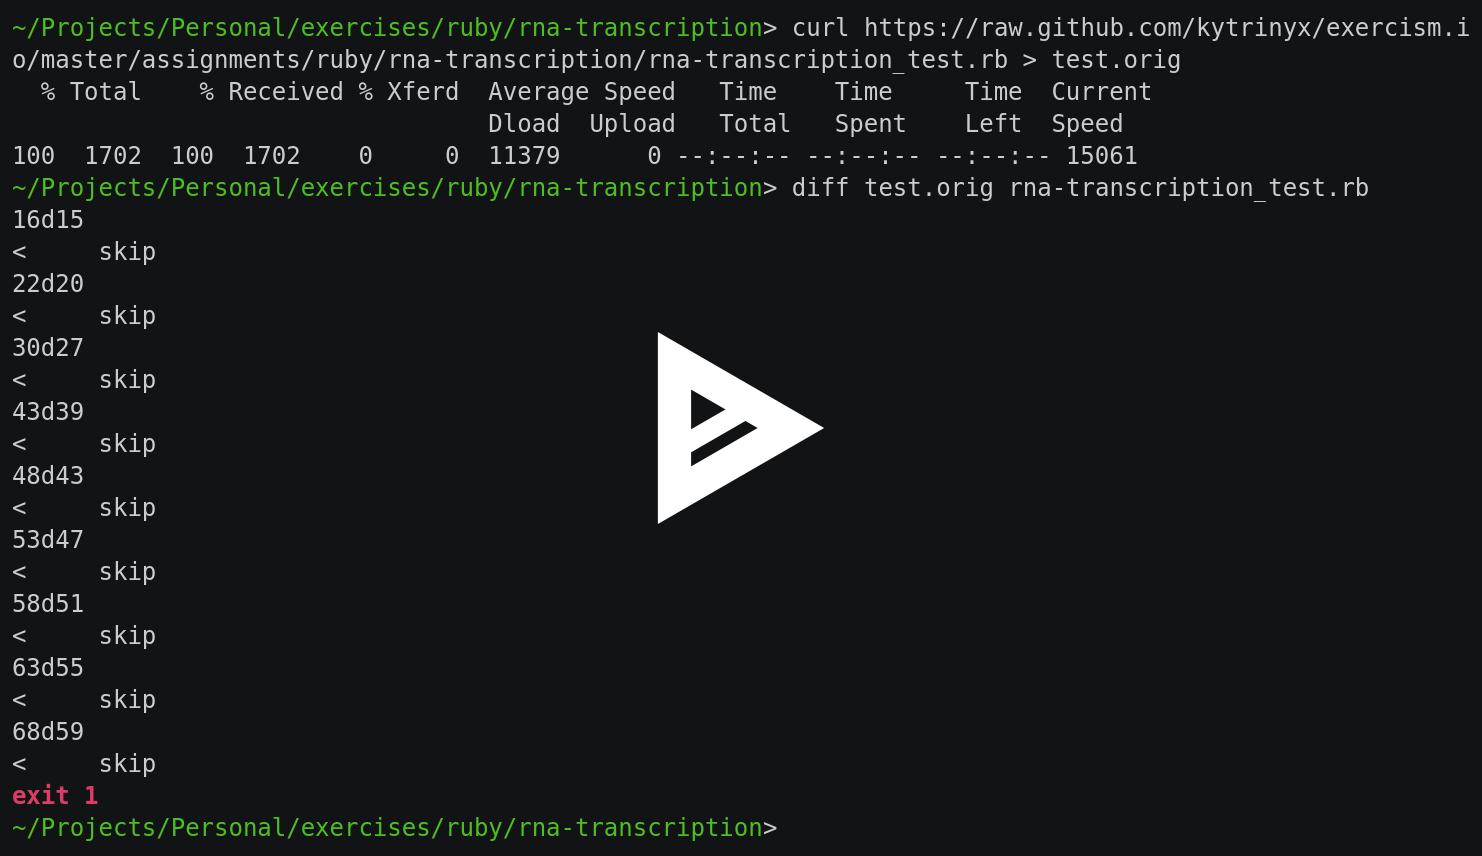 ~/Projects/Personal/exercises/ruby/rna-transcription> curl https://raw.github.com/kytrinyx/exercism.i
o/master/assignments/ruby/rna-transcription/rna-transcription_test.rb > test.orig
  % Total    % Received % Xferd  Average Speed   Time    Time     Time  Current
                                 Dload  Upload   Total   Spent    Left  Speed
100  1702  100  1702    0     0  11379      0 --:--:-- --:--:-- --:--:-- 15061
~/Projects/Personal/exercises/ruby/rna-transcription> diff test.orig rna-transcription_test.rb
16d15
<     skip
22d20
<     skip
30d27
<     skip
43d39
<     skip
48d43
<     skip
53d47
<     skip
58d51
<     skip
63d55
<     skip
68d59
<     skip
exit 1
~/Projects/Personal/exercises/ruby/rna-transcription>